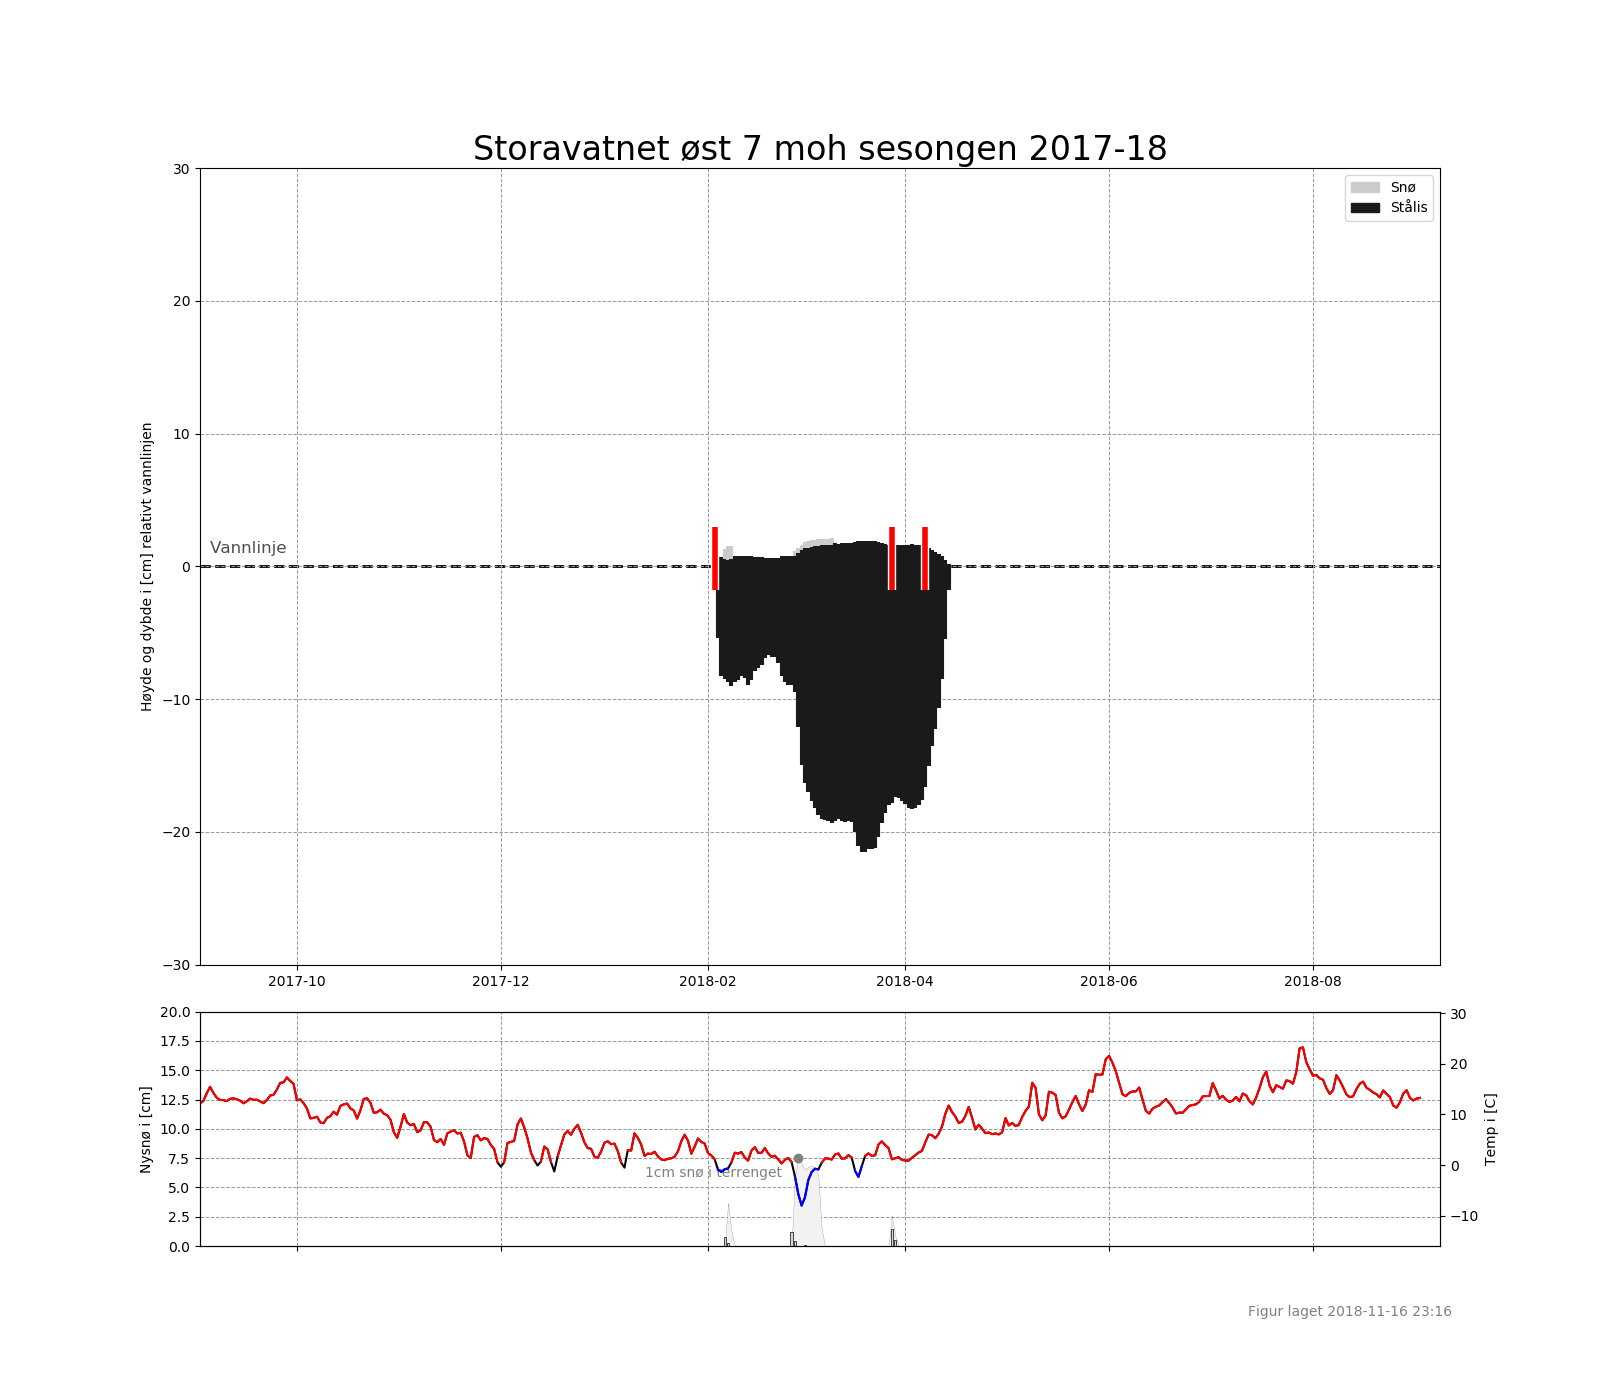 Storavatnet øst 7 moh sesongen 2017-18
Snø
Stålis
Høyde og dybde i [cm] relativt vannlinjen
30
20
10
0
−10
−20
−30
Vannlinje
2017-10 2017-12 2018-02 2018-04 2018-06 2018-08
Nysnø i [cm]
20.0
17.5
15.0
12.5
10.0
7.5
5.0
2.5
0.0
1cm snø i terrenget
30
20
10
0
−10
Temp i [C]
Figur laget 2018-11-16 23:16